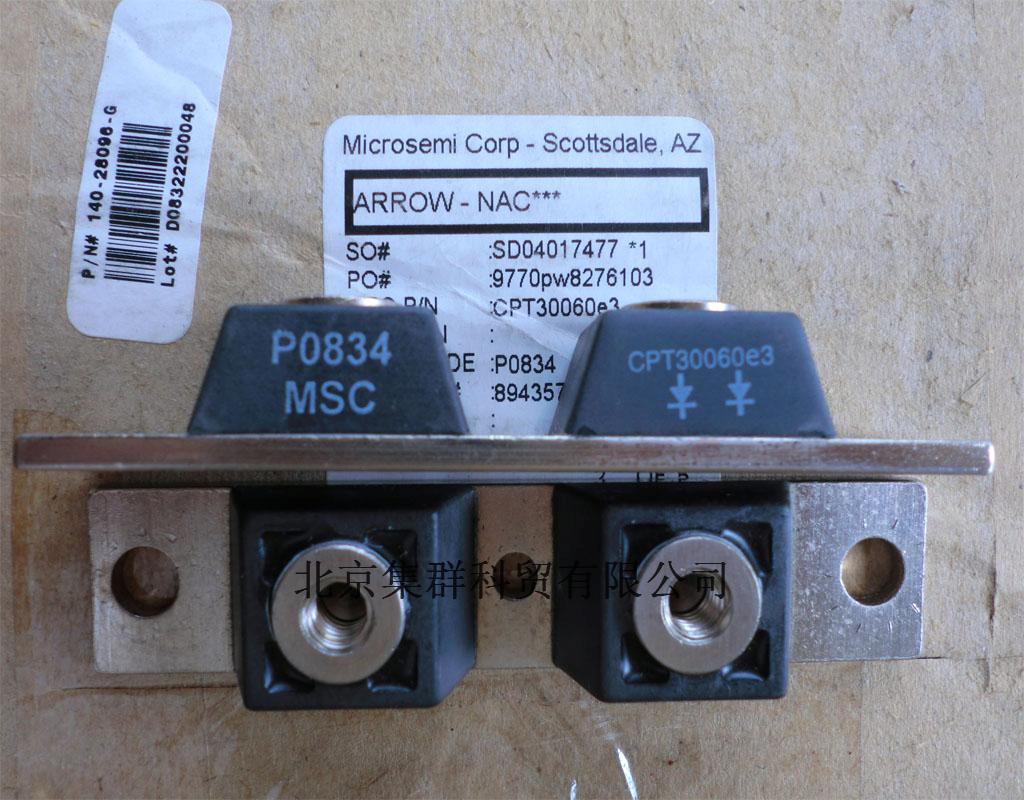 P/N# 140-28096-G
Lot# D08322200048
Microsemi Corp - Scottsdale, AZ
ARROW - NAC***
SO# :SD04017477 *1
PO# :9770pw8276103
P/N :CPT30060e3
:
DE :P0834
:894357
:
P0834
MSC
CPT30060e3
北京集群科贸有限公司